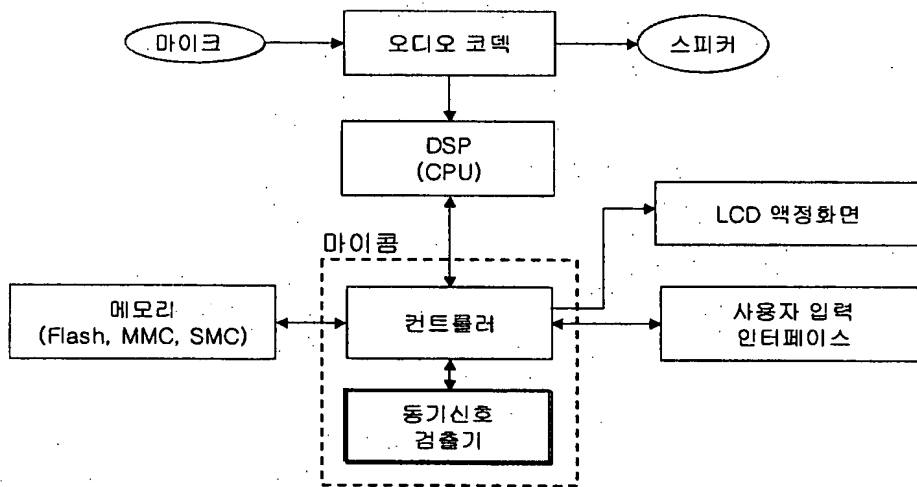 마이크
오디오 코덱
스피커
DSP
(CPU)
LCD 액정화면
마이콤
메모리
(Flash, MMC, SMC)
컨트롤러
사용자 입력
인터페이스
동기신호
검출기